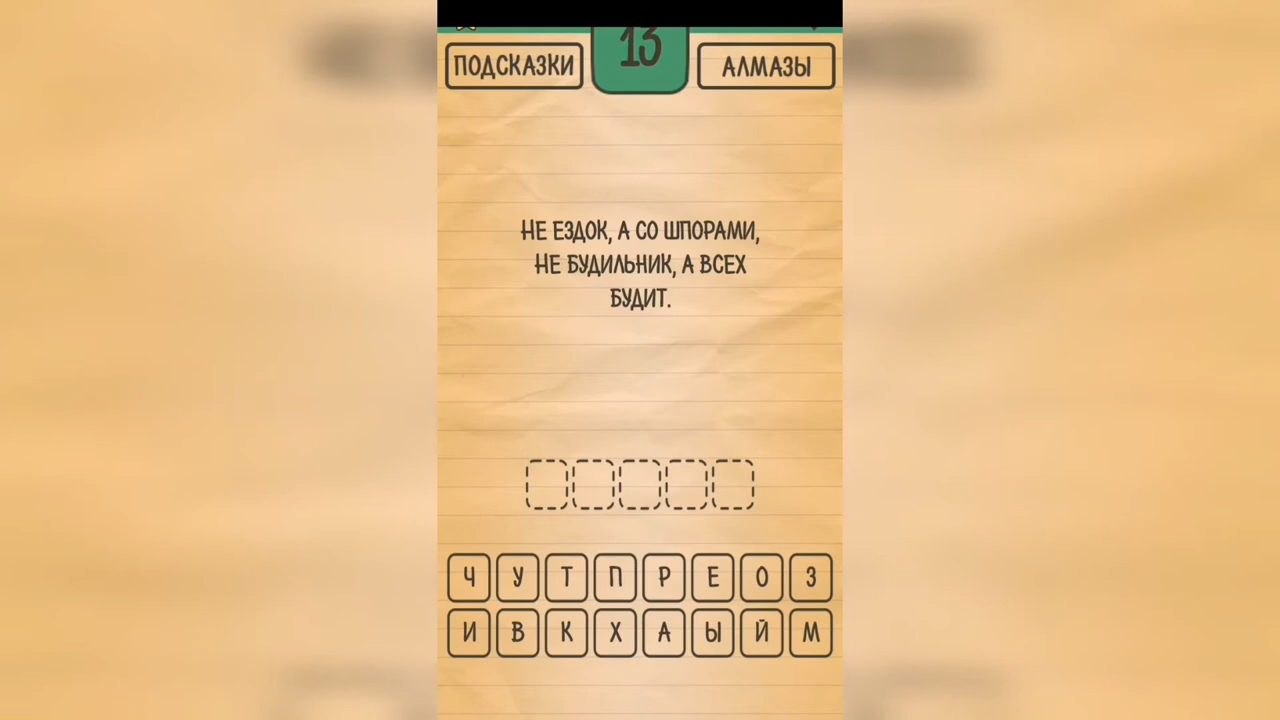 ПОДСКАЗКИ 13 АЛМАЗЫ
НЕ ЕЗДОК, А СО ШПОРАМИ,
НЕ БУДИЛЬНИК, А ВСЕХ
БУДИТ.
Ч У Т П Р Е О З
И В К Х А Ы Й М